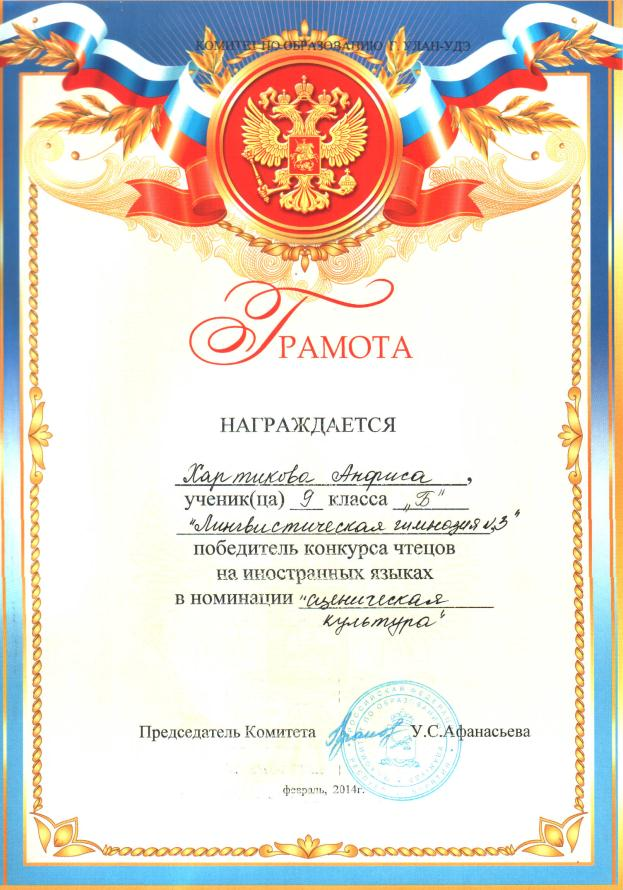 КОМИТЕТ ПО ОБРАЗОВАНИЮ Г. УЛАН-УДЭ
ГРАМОТА
НАГРАЖДАЕТСЯ
Хартикова Анфиса,
ученик(ца) 9 класса „Б"
"Лингвистическая гимназия №3"
победитель конкурса чтецов
на иностранных языках
в номинации "сценическая
культура"
Председатель Комитета У.С.Афанасьева
февраль, 2014г.